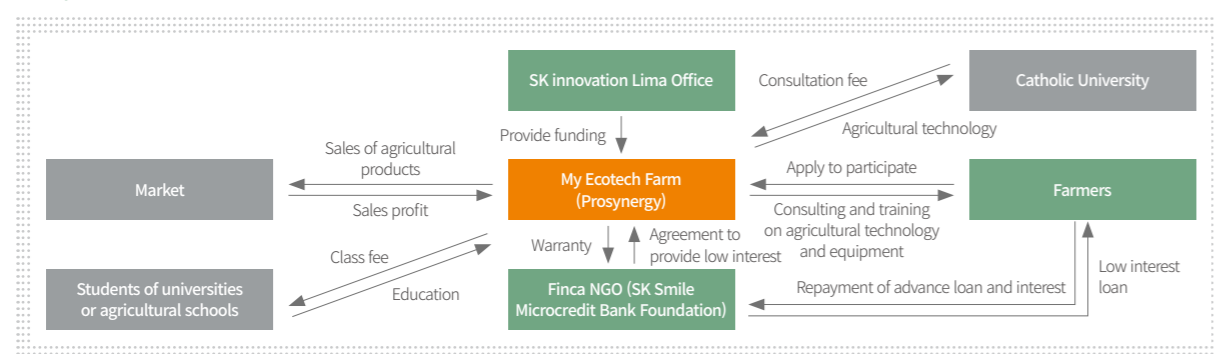 SK innovation Lima Office
Consultation fee
Catholic University
Provide funding
Agricultural technology
Sales of agricultural
products
Apply to participate
Market
My Ecotech Farm
(Prosynergy)
Farmers
Sales profit
Consulting and training
on agricultural technology
and equipment
Warranty
Agreement to
provide low interest
Class fee
Education
Low interest
loan
Students of universities
or agricultural schools
Finca NGO (SK Smile
Microcredit Bank Foundation)
Repayment of advance loan and interest